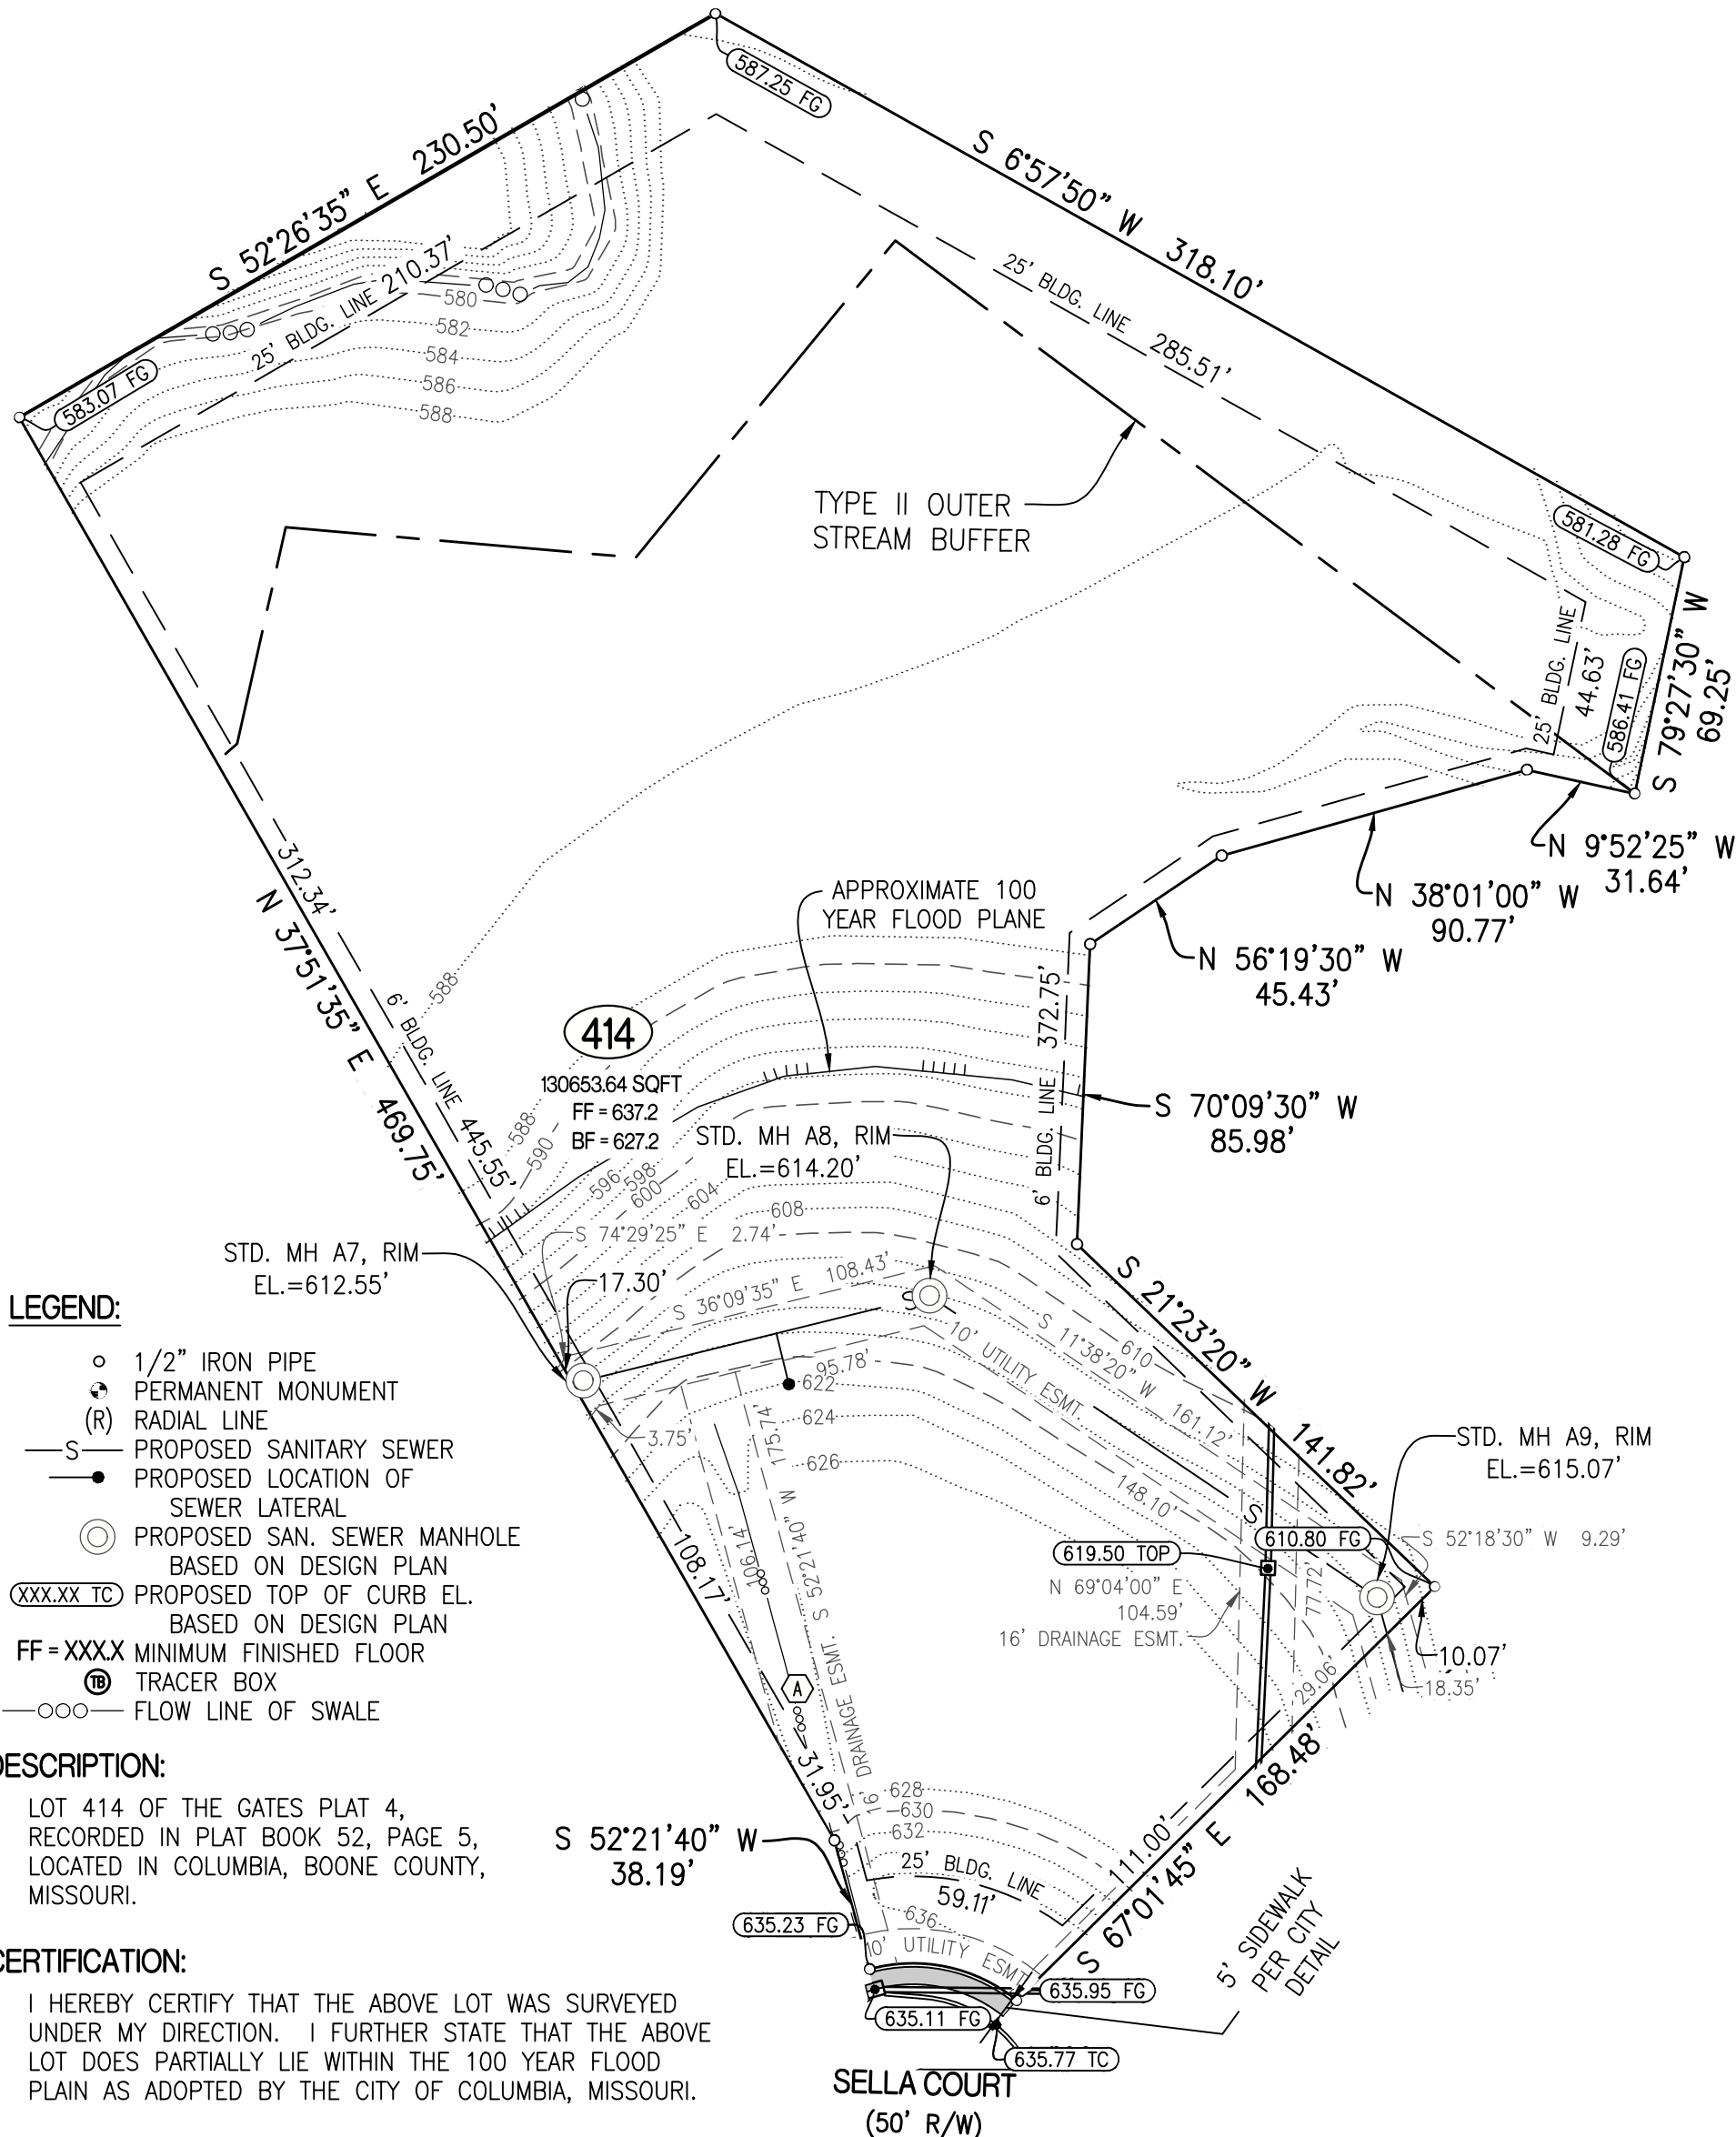 587.25 FG
S 52°26'35" E 230.50'
S 6°57'50" W 318.10'
25' BLDG. LINE 210.37'
25' BLDG. LINE 285.51'
580
582
584
586
588
583.07 FG
TYPE II OUTER
STREAM BUFFER
581.28 FG
25' BLDG. LINE
44.63'
586.41 FG
S 79°27'30" W
69.25'
N 9°52'25" W
31.64'
N 38°01'00" W
90.77'
N 56°19'30" W
45.43'
312.34'
N 37°51'35" E 469.75'
6' BLDG. LINE 445.55'
588
APPROXIMATE 100
YEAR FLOOD PLANE
414
130653.64 SQFT
FF = 637.2
BF = 627.2
6' BLDG. LINE 372.75'
S 70°09'30" W
85.98'
STD. MH A8, RIM
EL.=614.20'
588
590
596
598
600
604
608
S 74°29'25" E 2.74'
STD. MH A7, RIM
EL.=612.55'
17.30'
S 36°09'35" E 108.43'
S
S 21°23'20" W 141.82'
610
S 11°38'20" W 161.12'
10' UTILITY ESMT.
95.78'
622
624
626
3.75'
175.74'
148.10'
S
STD. MH A9, RIM
EL.=615.07'
610.80 FG
S 52°18'30" W 9.29'
619.50 TOP
N 69°04'00" E
104.59'
16' DRAINAGE ESMT.
77.72'
10.07'
18.35'
29.06'
108.17'
106.14'
16' DRAINAGE ESMT. S 52°21'40" W
A
31.95'
S 52°21'40" W
38.19'
628
630
632
25' BLDG. LINE
59.11'
636
111.00'
S 67°01'45" E 168.48'
635.23 FG
10' UTILITY ESMT.
635.95 FG
635.11 FG
635.77 TC
5' SIDEWALK
PER CITY
DETAIL
SELLA COURT
(50' R/W)
LEGEND:
1/2" IRON PIPE
PERMANENT MONUMENT
(R) RADIAL LINE
S PROPOSED SANITARY SEWER
PROPOSED LOCATION OF
SEWER LATERAL
PROPOSED SAN. SEWER MANHOLE
BASED ON DESIGN PLAN
XXX.XX TC PROPOSED TOP OF CURB EL.
BASED ON DESIGN PLAN
FF = XXX.X MINIMUM FINISHED FLOOR
TB TRACER BOX
FLOW LINE OF SWALE
DESCRIPTION:
LOT 414 OF THE GATES PLAT 4,
RECORDED IN PLAT BOOK 52, PAGE 5,
LOCATED IN COLUMBIA, BOONE COUNTY,
MISSOURI.
CERTIFICATION:
I HEREBY CERTIFY THAT THE ABOVE LOT WAS SURVEYED
UNDER MY DIRECTION. I FURTHER STATE THAT THE ABOVE
LOT DOES PARTIALLY LIE WITHIN THE 100 YEAR FLOOD
PLAIN AS ADOPTED BY THE CITY OF COLUMBIA, MISSOURI.